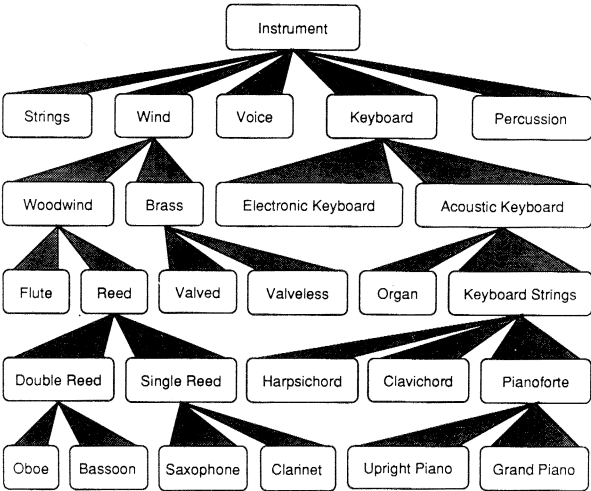 Instrument
Strings
Wind
Voice
Keyboard
Percussion
Woodwind
Brass
Electronic Keyboard
Acoustic Keyboard
Flute
Reed
Valved
Valveless
Organ
Keyboard Strings
Double Reed
Single Reed
Harpsichord
Clavichord
Pianoforte
Oboe
Bassoon
Saxophone
Clarinet
Upright Piano
Grand Piano